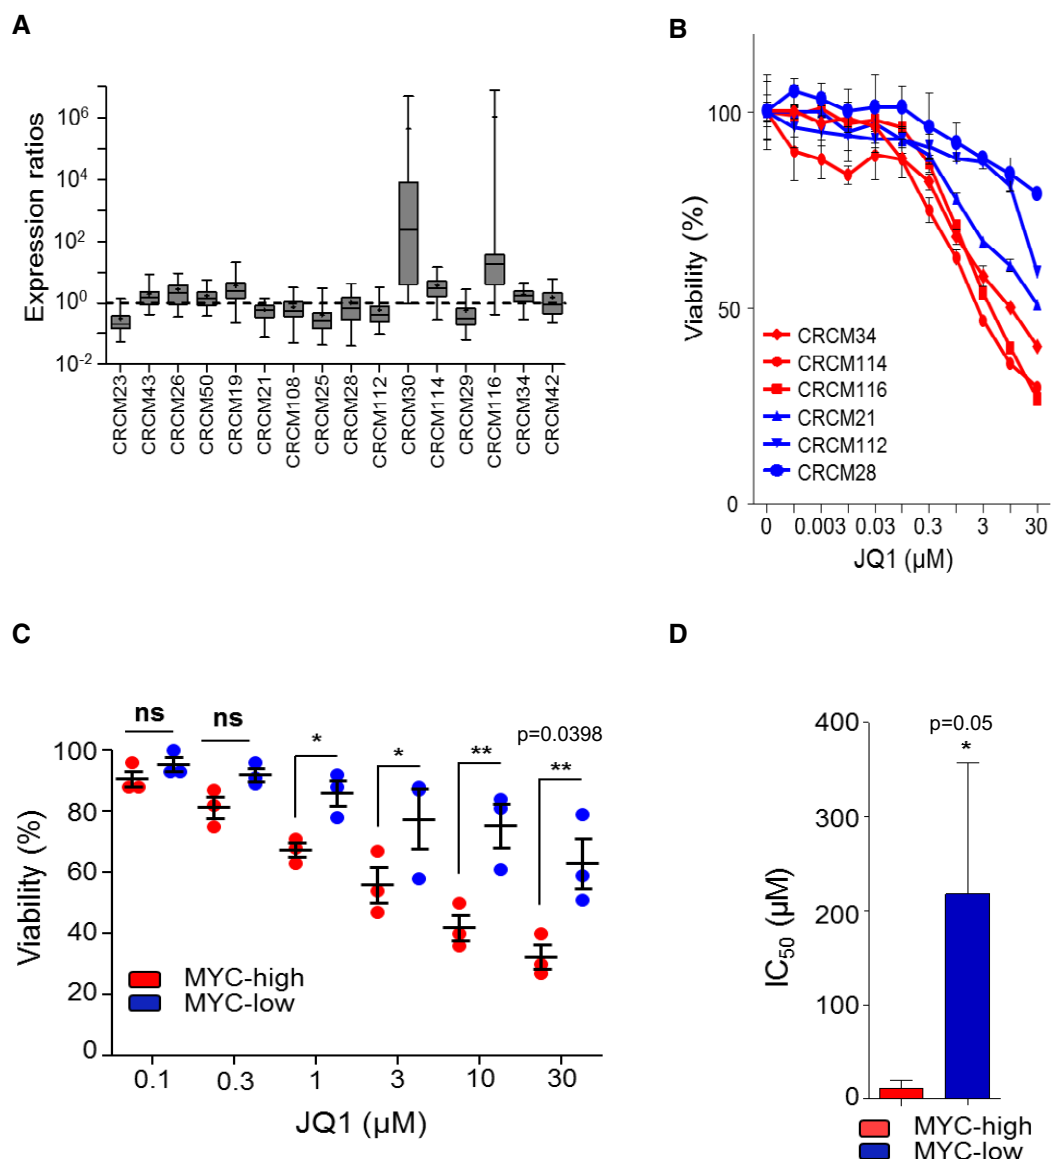 A
Expression ratios
10^6
10^4
10^2
10^0
10^-2
CRCM23
CRCM43
CRCM26
CRCM50
CRCM19
CRCM21
CRCM108
CRCM25
CRCM28
CRCM112
CRCM30
CRCM114
CRCM29
CRCM116
CRCM34
CRCM42
B
Viability (%)
100
50
0
CRCM34
CRCM114
CRCM116
CRCM21
CRCM112
CRCM28
0 0.003 0.03 0.3 3 30
JQ1 (µM)
C
Viability (%)
100
80
60
40
20
0
ns
ns
*
*
**
p=0.0398
**
MYC-high
MYC-low
0.1 0.3 1 3 10 30
JQ1 (µM)
D
IC50 (µM)
400
300
200
100
0
p=0.05
*
MYC-high
MYC-low